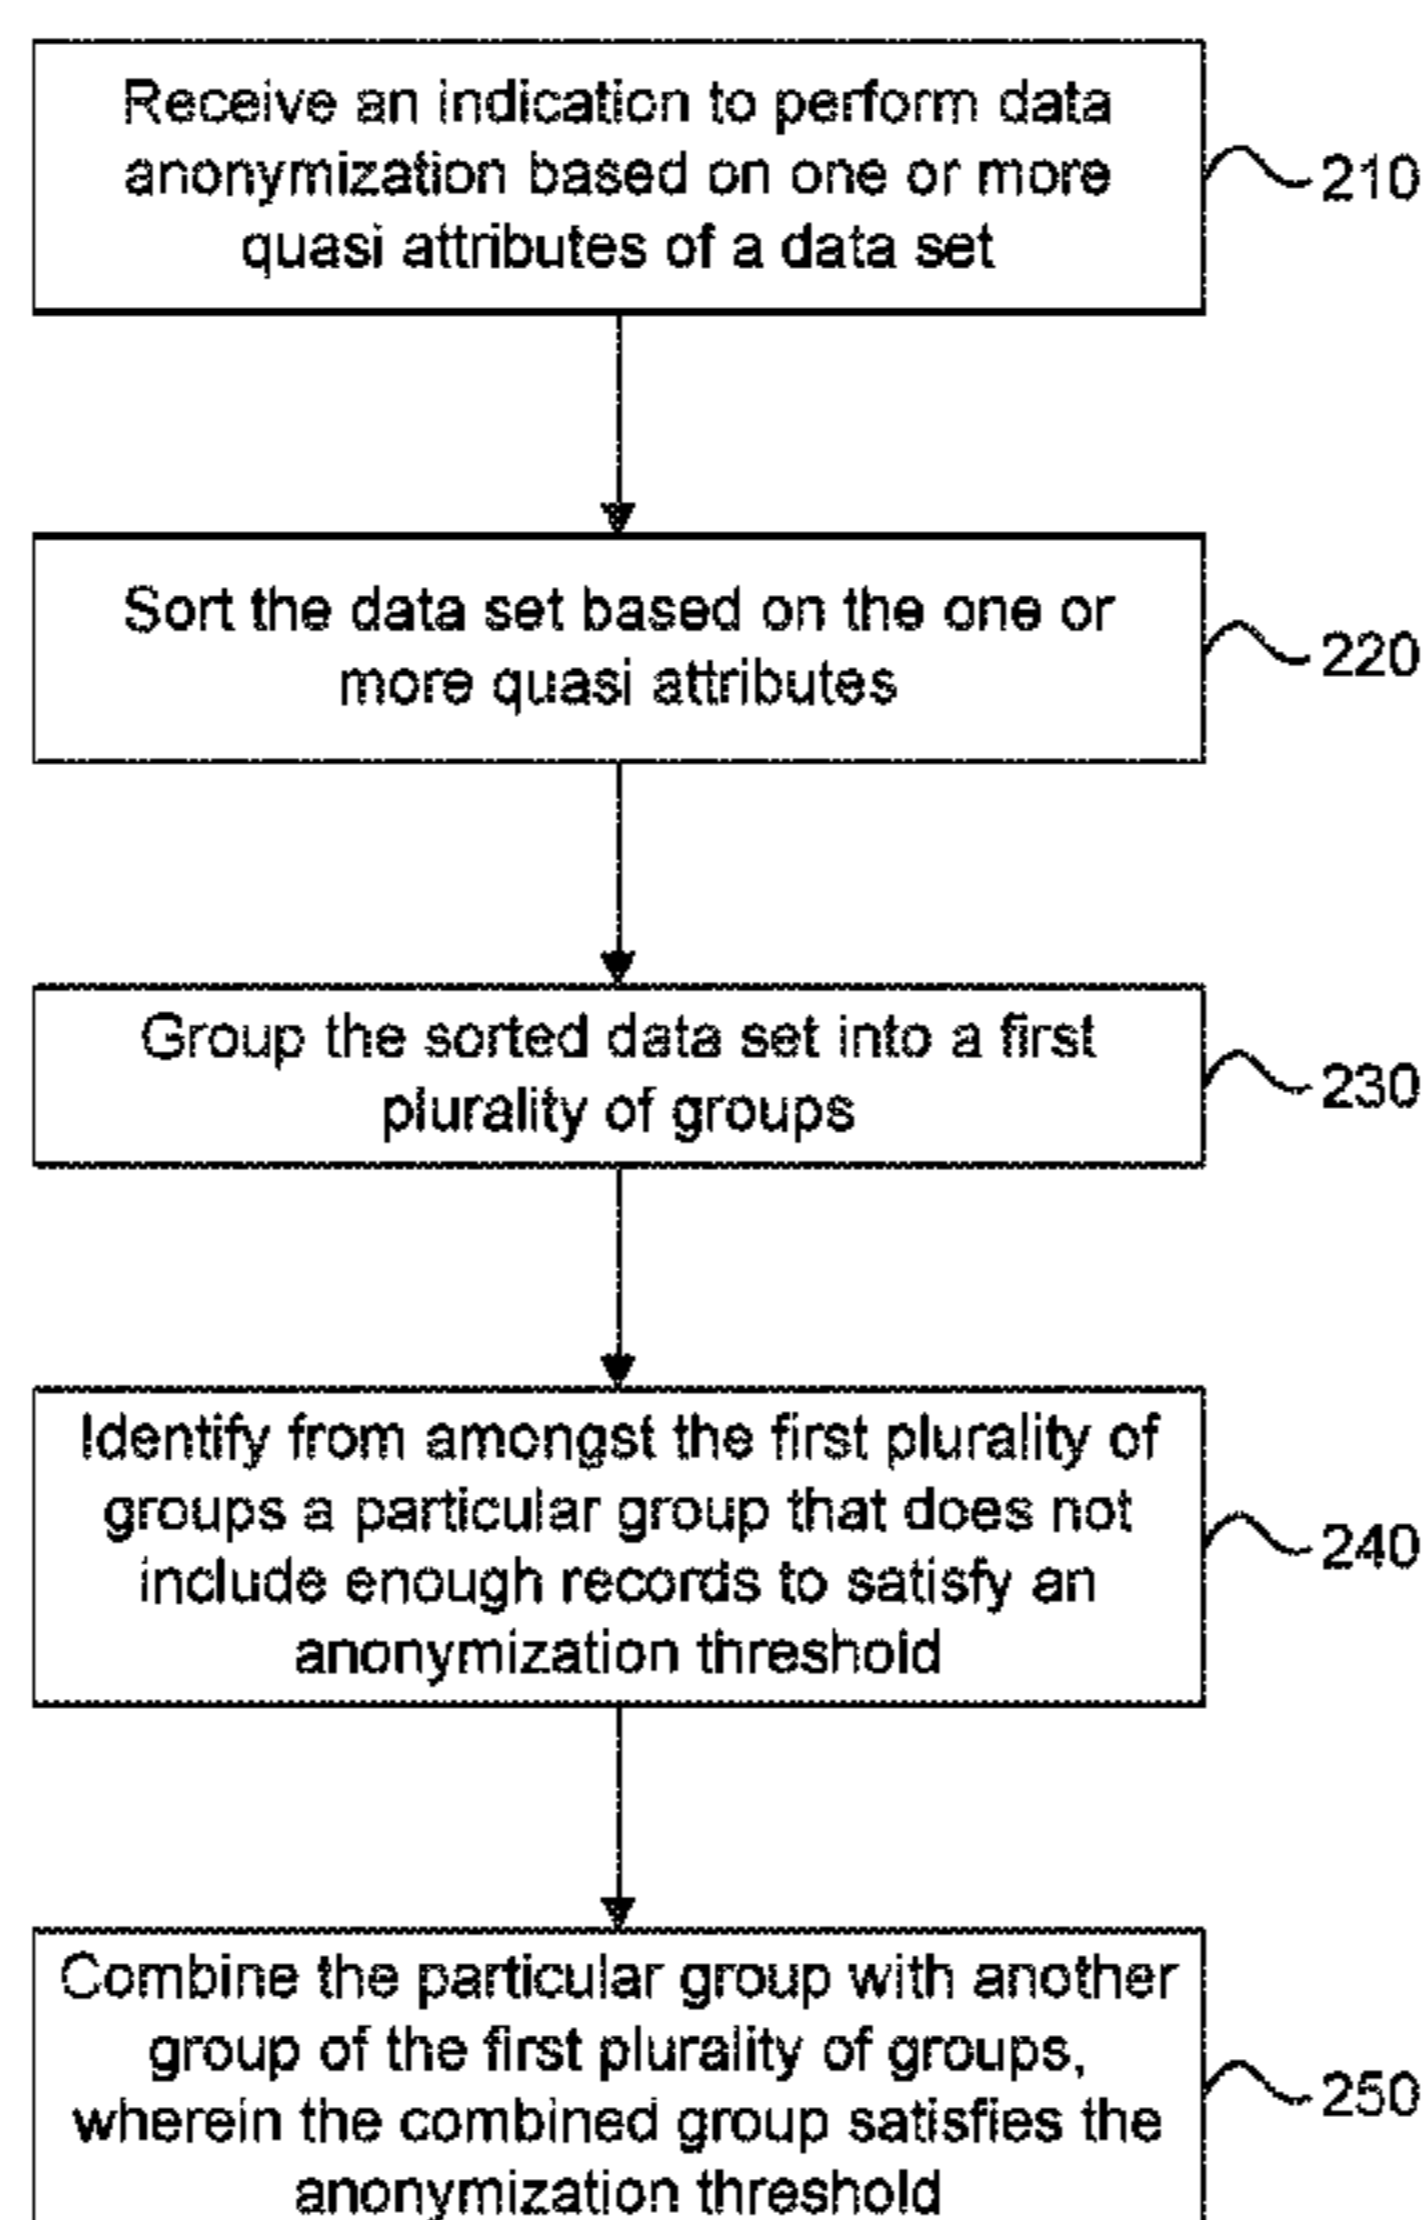 Receive an indication to perform data
anonymization based on one or more
quasi attributes of a data set
210
Sort the data set based on the one or
more quasi attributes
220
Group the sorted data set into a first
plurality of groups
230
Identify from amongst the first plurality of
groups a particular group that does not
include enough records to satisfy an
anonymization threshold
240
Combine the particular group with another
group of the first plurality of groups,
wherein the combined group satisfies the
anonymization threshold
250